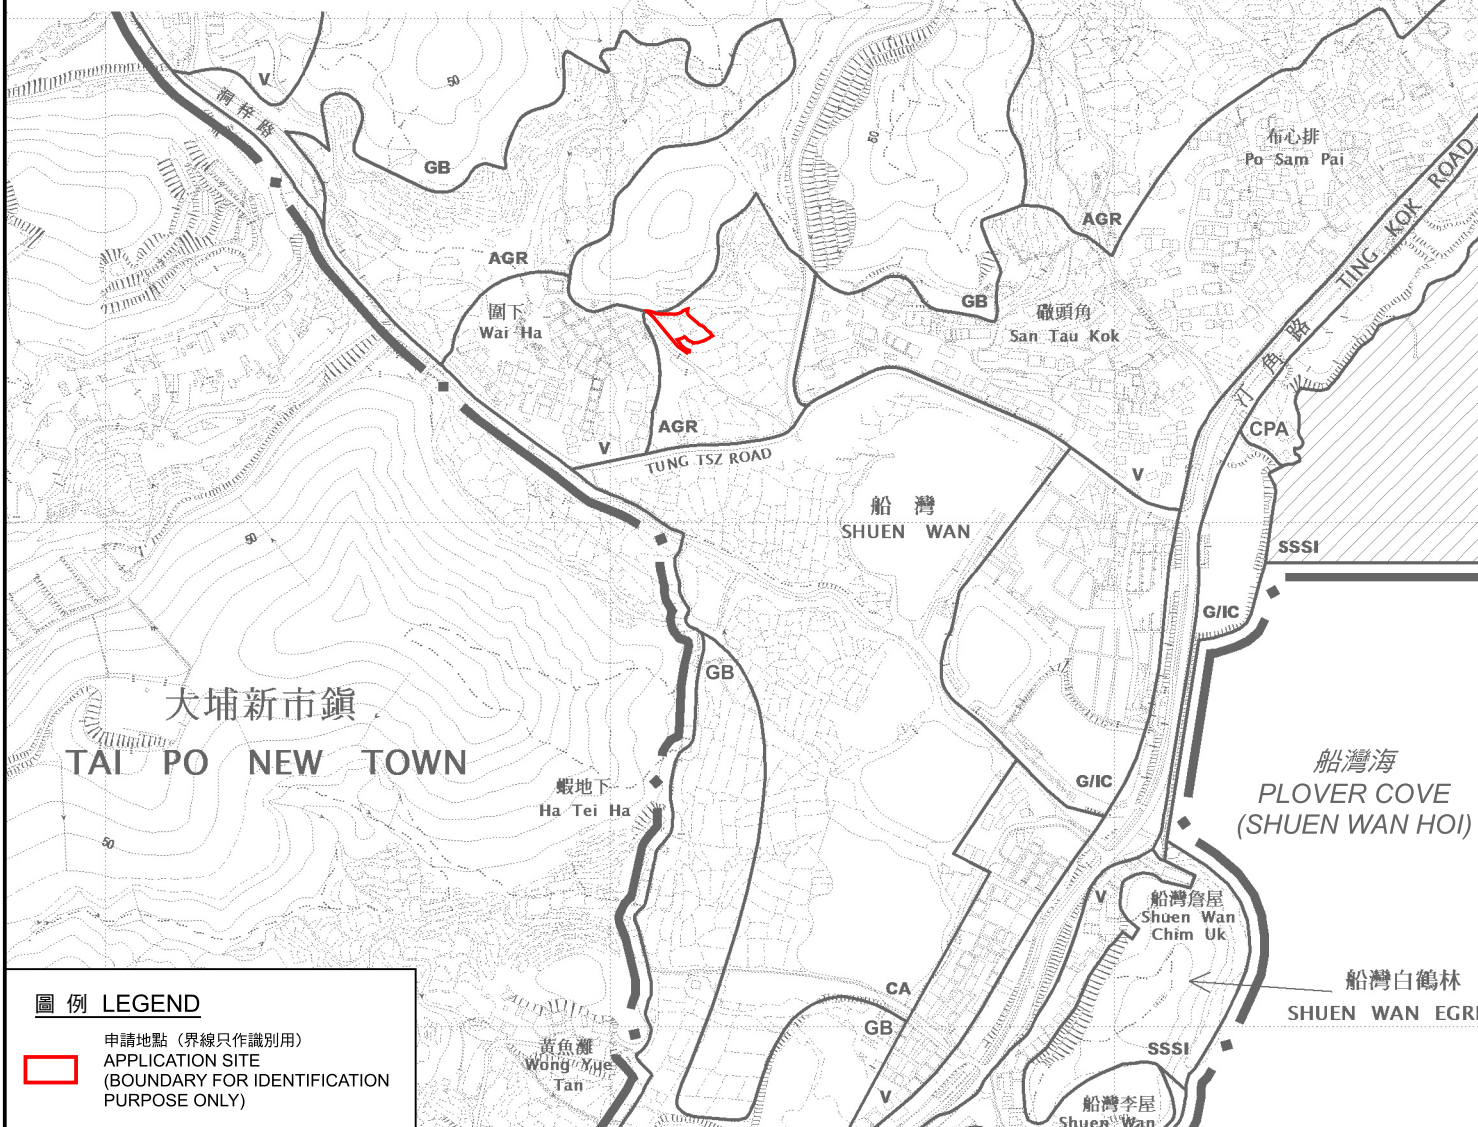 V
50
洞梓路
GB
50
布心排
Po Sam Pai
AGR
TING KOK ROAD
AGR
圍下
Wai Ha
GB
San Tau Kok
汀角路
CPA
AGR
V
TUNG TSZ ROAD
V
船灣
SHUEN WAN
50
SSSI
G/IC
GB
大埔新市鎮
TAI PO NEW TOWN
船灣海
PLOVER COVE
(SHUEN WAN HOI)
G/IC
蝦地下
Ha Tei Ha
50
V
船灣詹屋
Shuen Wan
Chim Uk
船灣白鶴林
SHUEN WAN EGR
CA
GB
SSSI
黃魚灘
Wong Yue
Tan
V
船灣李屋
Shuen Wan
圖例 LEGEND
申請地點（界線只作識別用）
APPLICATION SITE
(BOUNDARY FOR IDENTIFICATION
PURPOSE ONLY)